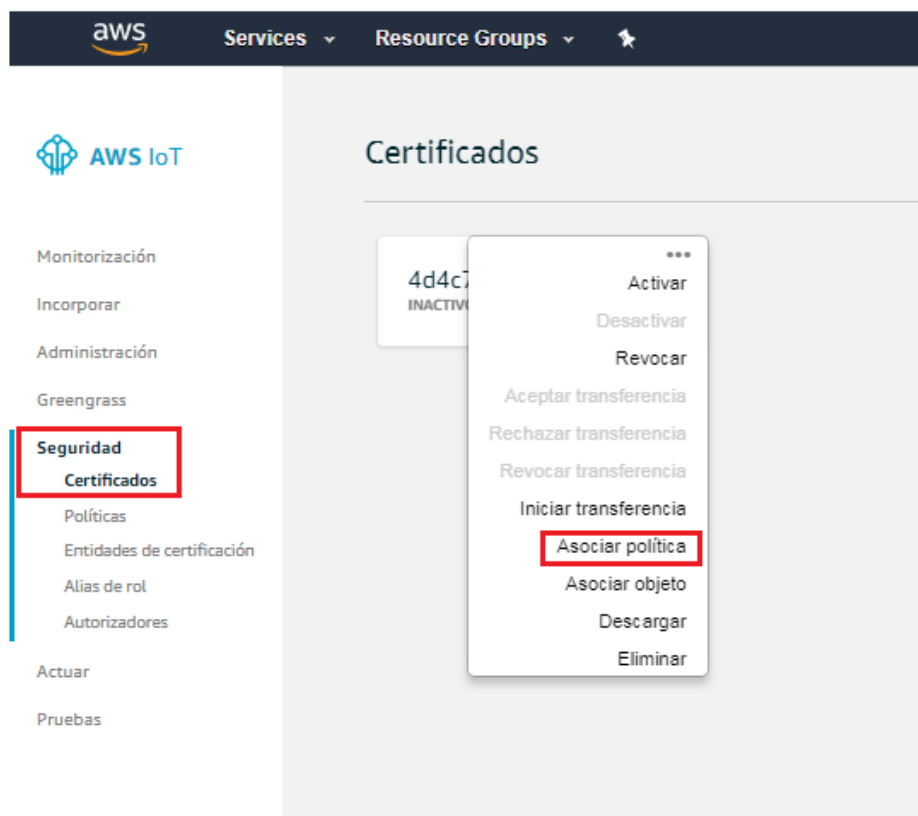 aws Services Resource Groups
AWS IoT
Certificados
Monitorización
Incorporar
Administración
Greengrass
Seguridad
Certificados
Políticas
Entidades de certificación
Alias de rol
Autorizadores
Actuar
Pruebas
4d4c7
INACTIVO
Activar
Desactivar
Revocar
Aceptar transferencia
Rechazar transferencia
Revocar transferencia
Iniciar transferencia
Asociar política
Asociar objeto
Descargar
Eliminar